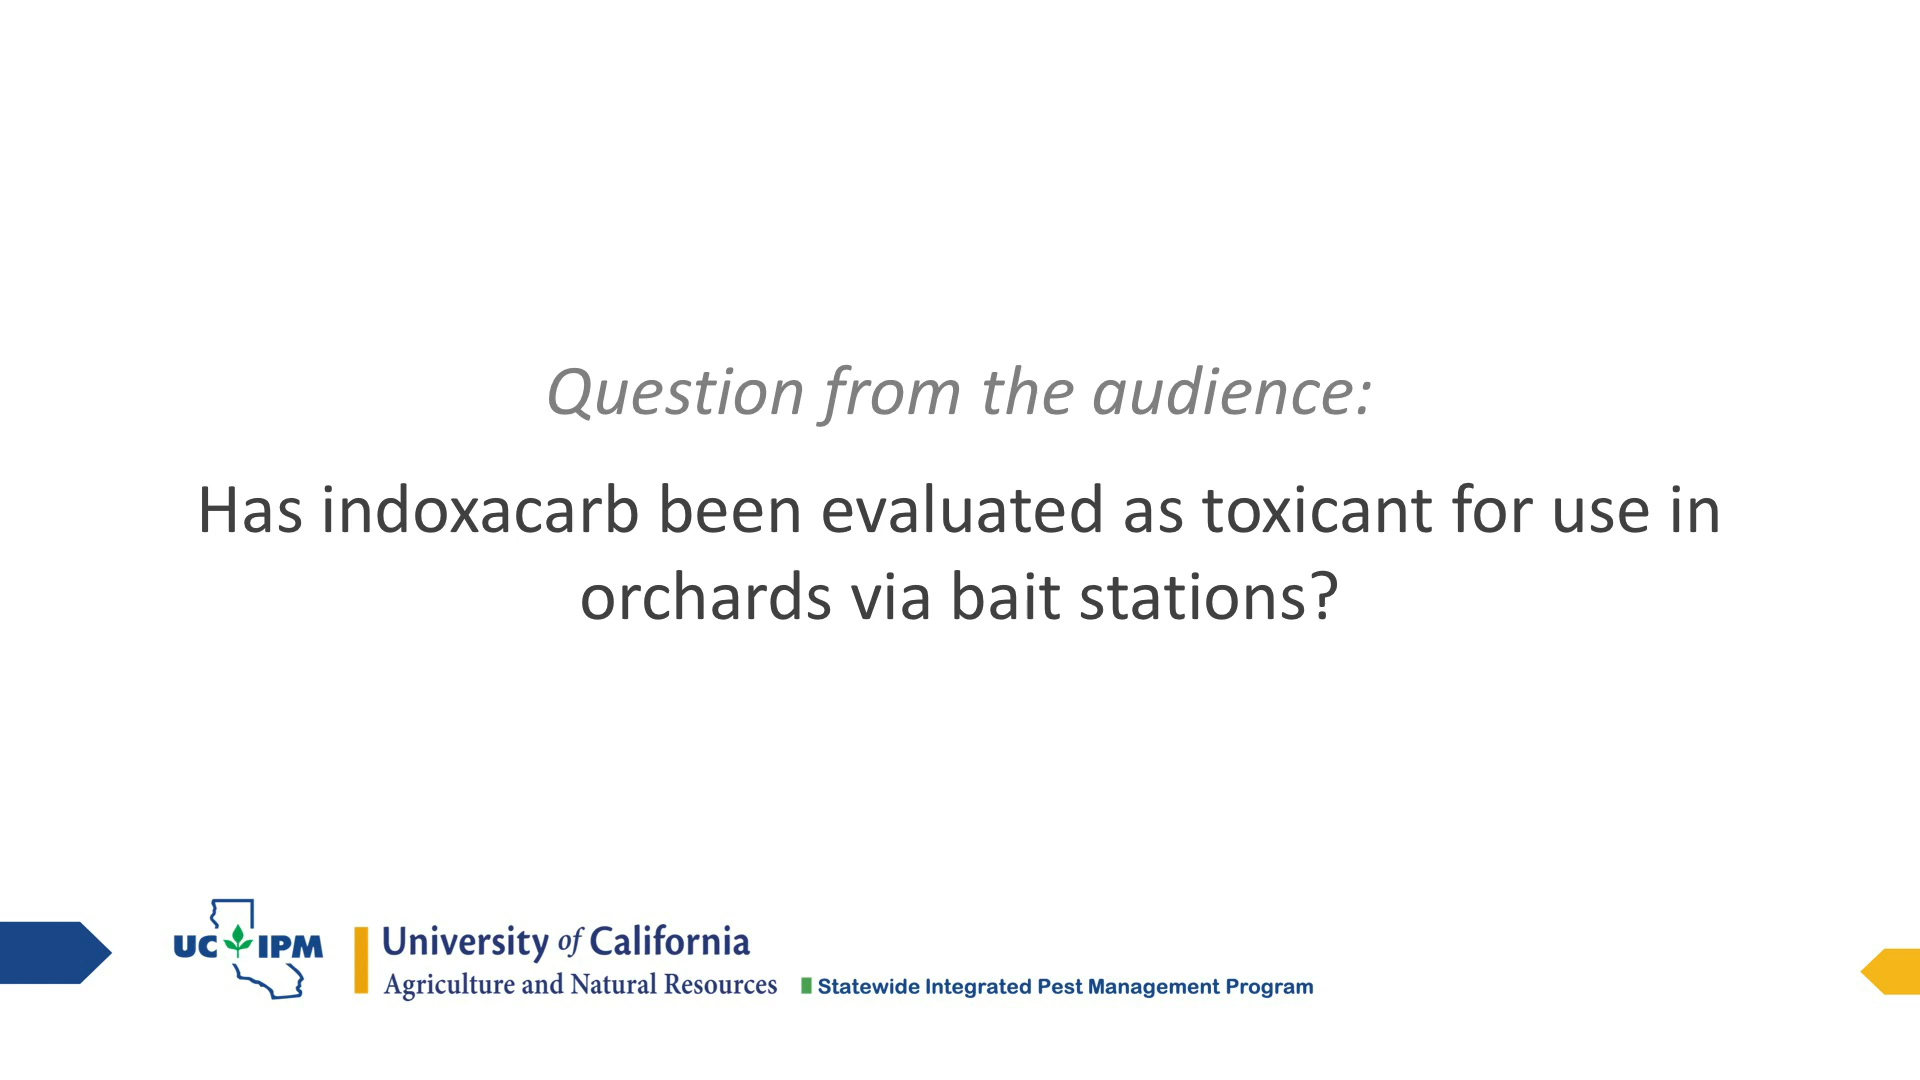 Question from the audience:
Has indoxacarb been evaluated as toxicant for use in
orchards via bait stations?
UC IPM
University of California
Agriculture and Natural Resources
Statewide Integrated Pest Management Program